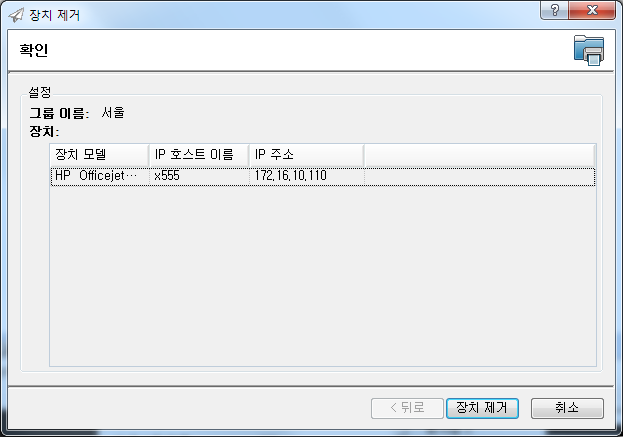 장치 제거
확인
설정
그룹 이름: 서울
장치:
장치 모델 IP 호스트 이름 IP 주소
HP Officejet··· x555 172.16.10.110
< 뒤로 장치 제거 취소